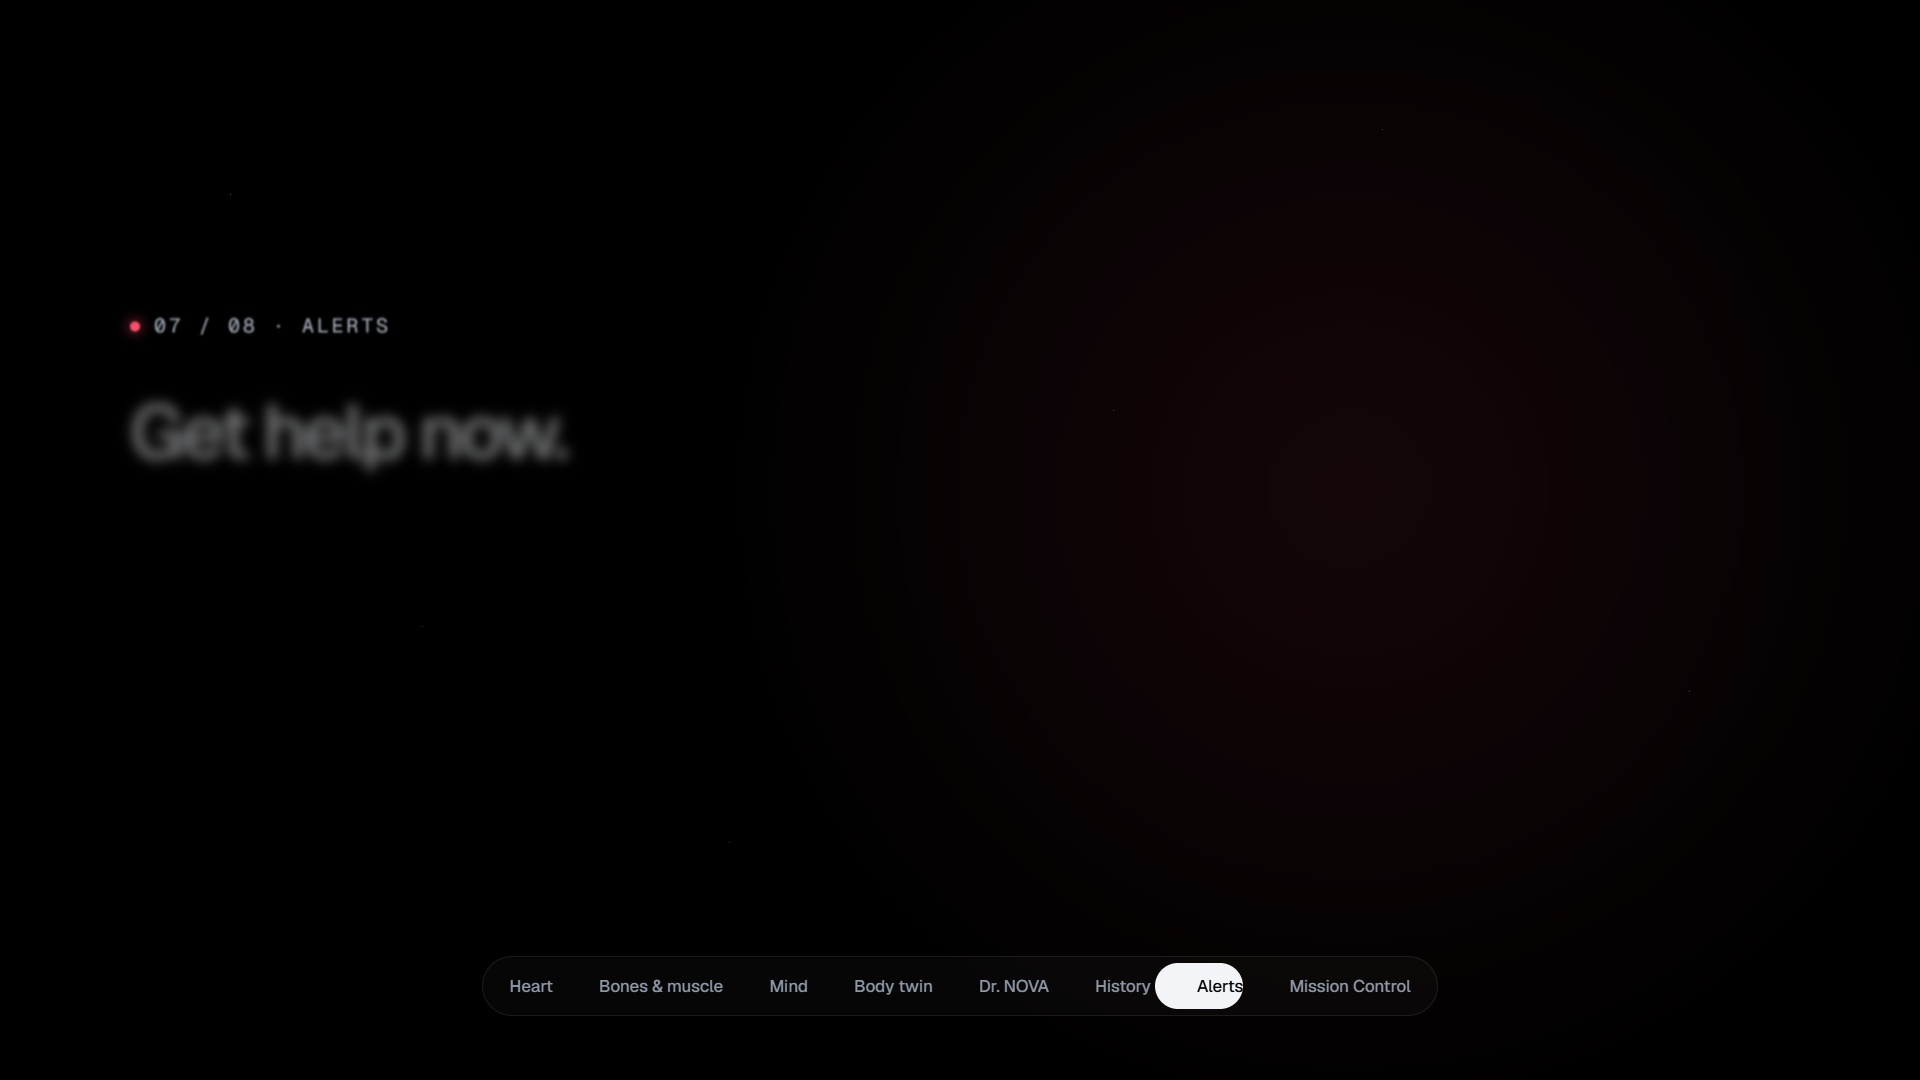 07 / 08 · ALERTS
Get help now.
Heart Bones & muscle Mind Body twin Dr. NOVA History Alerts Mission Control